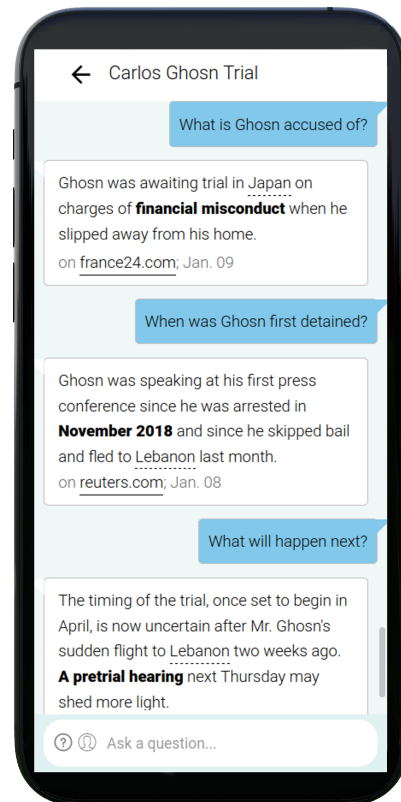 Carlos Ghosn Trial
What is Ghosn accused of?
Ghosn was awaiting trial in Japan on
charges of financial misconduct when he
slipped away from his home.
on france24.com; Jan. 09
When was Ghosn first detained?
Ghosn was speaking at his first press
conference since he was arrested in
November 2018 and since he skipped bail
and fled to Lebanon last month.
on reuters.com; Jan. 08
What will happen next?
The timing of the trial, once set to begin in
April, is now uncertain after Mr. Ghosn's
sudden flight to Lebanon two weeks ago.
A pretrial hearing next Thursday may
shed more light.
Ask a question...